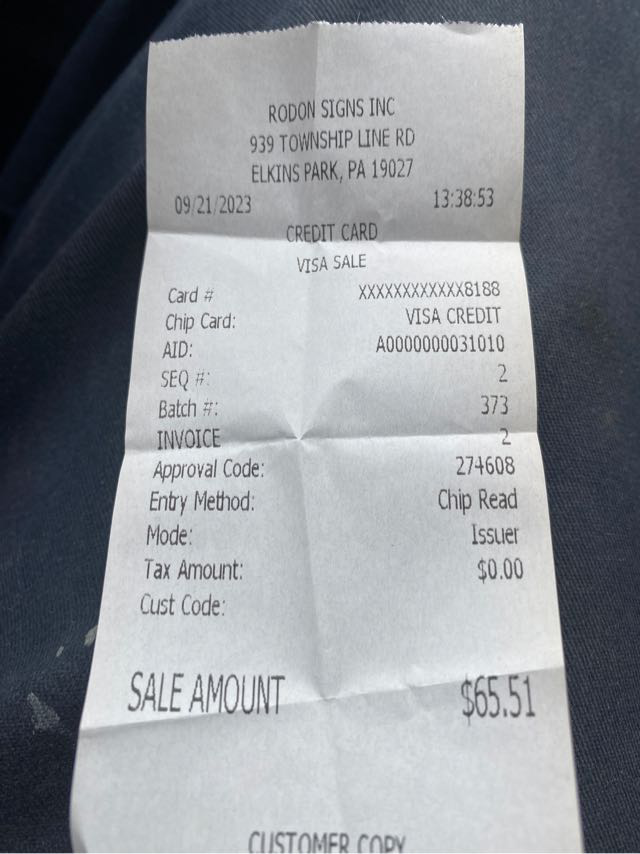 RODON SIGNS INC
939 TOWNSHIP LINE RD
ELKINS PARK, PA 19027
09/21/2023 13:38:53
CREDIT CARD
VISA SALE
Card # XXXXXXXXXXXX8188
Chip Card: VISA CREDIT
AID: A0000000031010
SEQ #: 2
Batch #: 373
INVOICE 2
Approval Code: 274608
Entry Method: Chip Read
Mode: Issuer
Tax Amount: $0.00
Cust Code:
SALE AMOUNT $65.51
CUSTOMER COPY